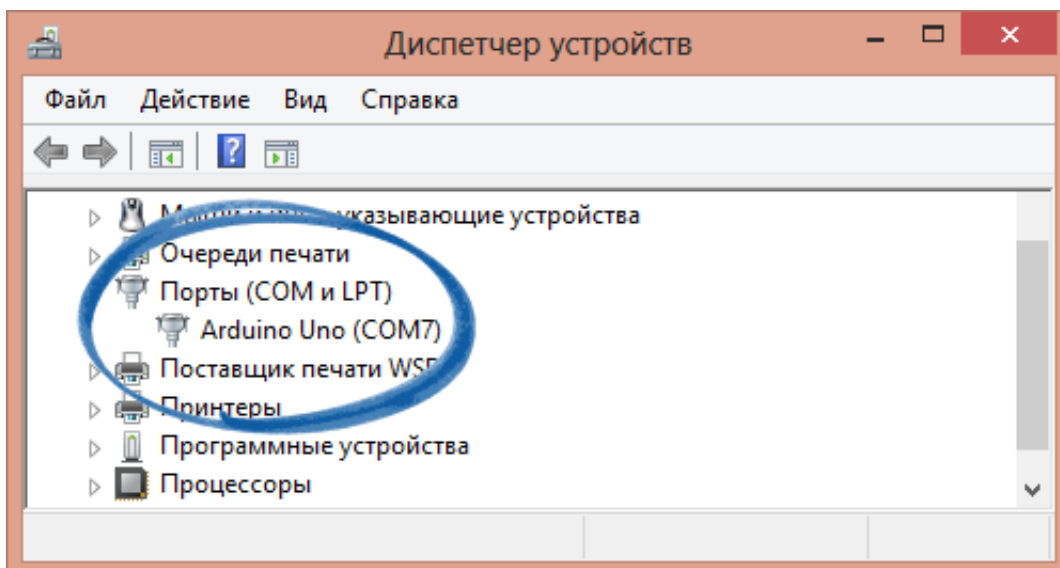 Диспетчер устройств
Файл Действие Вид Справка
указывающие устройства
Очереди печати
Порты (COM и LPT)
Arduino Uno (COM7)
Поставщик печати
Принтеры
Программные устройства
Процессоры